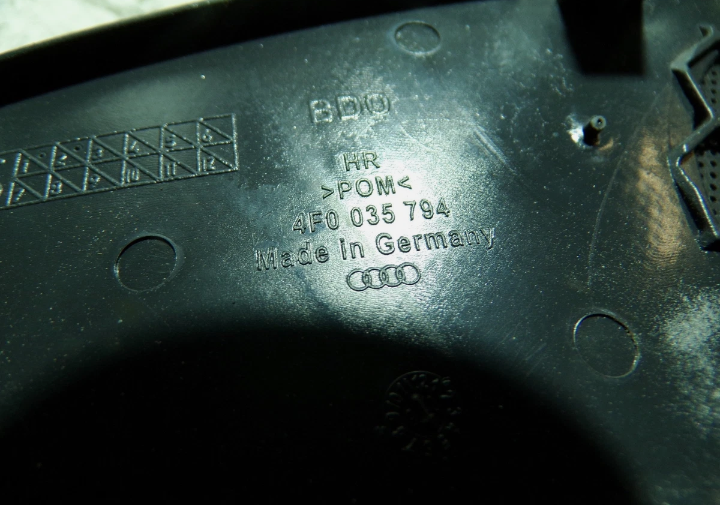 BDO
HR
>POM<
4F0 035 794
Made in Germany